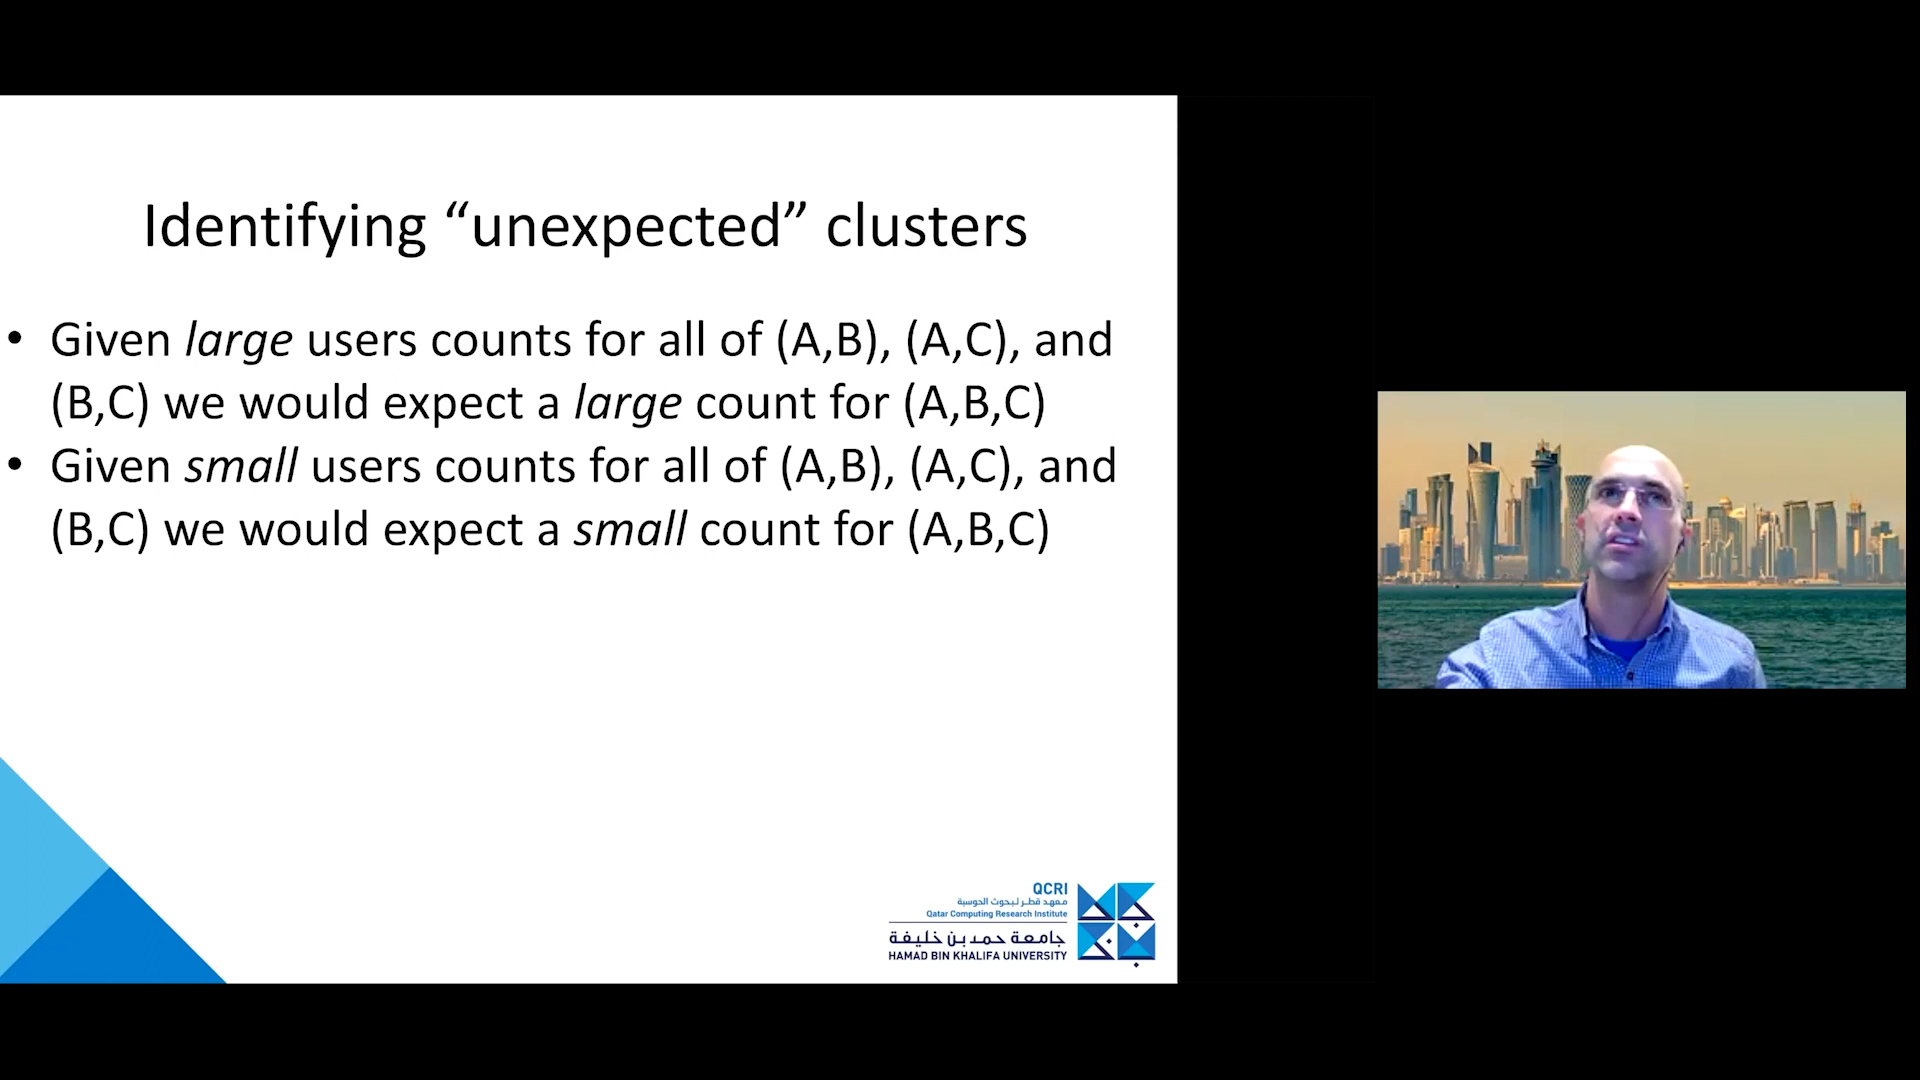 Identifying “unexpected” clusters
• Given large users counts for all of (A,B), (A,C), and
(B,C) we would expect a large count for (A,B,C)
• Given small users counts for all of (A,B), (A,C), and
(B,C) we would expect a small count for (A,B,C)
QCRI
معهد قطر لبحوث الحوسبة
Qatar Computing Research Institute
جامعة حمد بن خليفة
HAMAD BIN KHALIFA UNIVERSITY